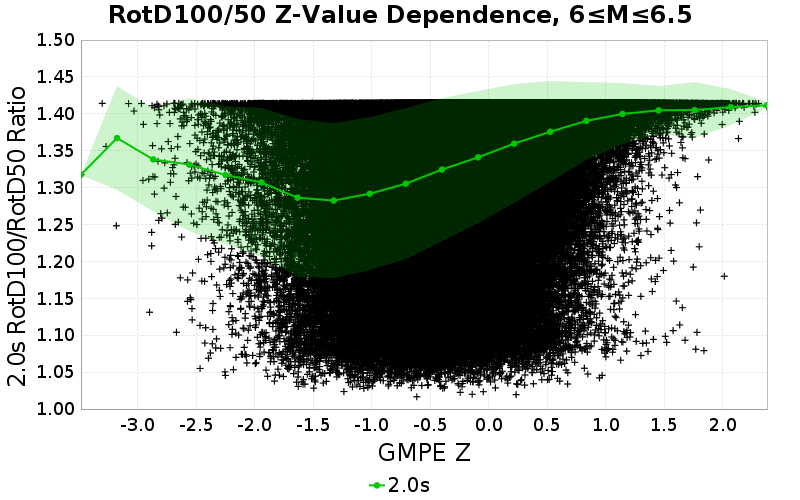 RotD100/50 Z-Value Dependence, 6≤M≤6.5
2.0s RotD100/RotD50 Ratio
1.50
1.45
1.40
1.35
1.30
1.25
1.20
1.15
1.10
1.05
1.00
-3.0 -2.5 -2.0 -1.5 -1.0 -0.5 0.0 0.5 1.0 1.5 2.0
GMPE Z
2.0s